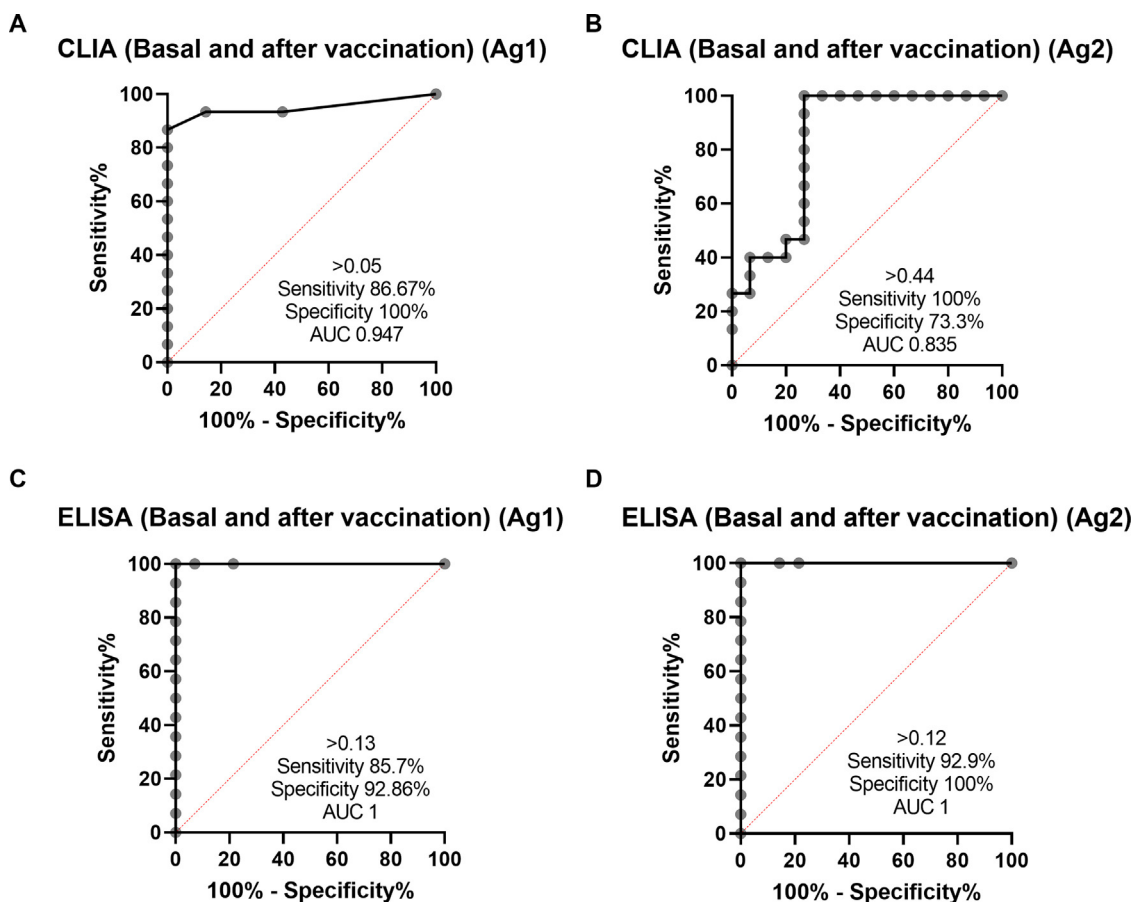 A
CLIA (Basal and after vaccination) (Ag1)
100
80
60
40
20
0
Sensitivity%
>0.05
Sensitivity 86.67%
Specificity 100%
AUC 0.947
0 20 40 60 80 100
100% - Specificity%
B
CLIA (Basal and after vaccination) (Ag2)
100
80
60
40
20
0
Sensitivity%
>0.44
Sensitivity 100%
Specificity 73.3%
AUC 0.835
0 20 40 60 80 100
100% - Specificity%
C
ELISA (Basal and after vaccination) (Ag1)
100
80
60
40
20
0
Sensitivity%
>0.13
Sensitivity 85.7%
Specificity 92.86%
AUC 1
0 20 40 60 80 100
100% - Specificity%
D
ELISA (Basal and after vaccination) (Ag2)
100
80
60
40
20
0
Sensitivity%
>0.12
Sensitivity 92.9%
Specificity 100%
AUC 1
0 20 40 60 80 100
100% - Specificity%